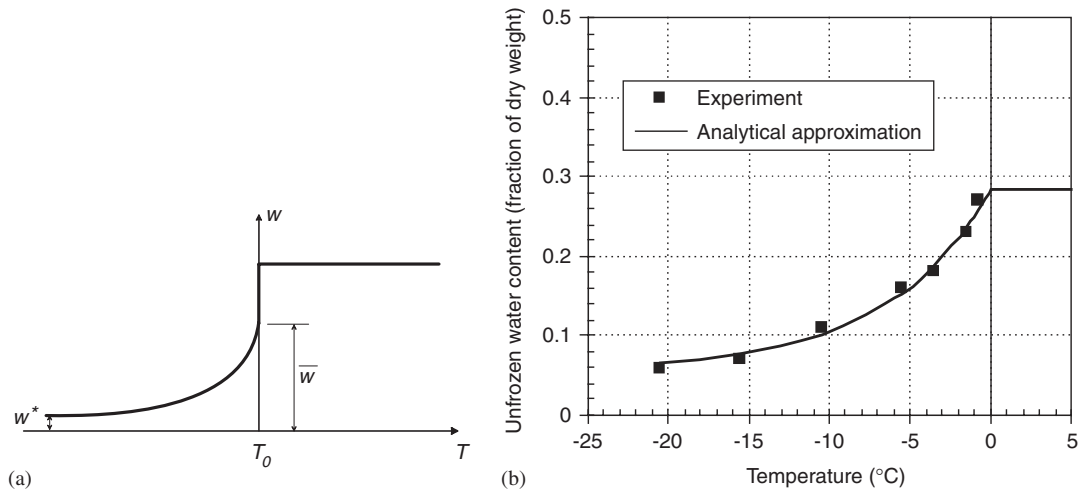 w
w̅
w*
T₀
T
(a)
Unfrozen water content (fraction of dry weight)
0.5
0.4
0.3
0.2
0.1
0
Experiment
Analytical approximation
-25 -20 -15 -10 -5 0 5
Temperature (°C)
(b)